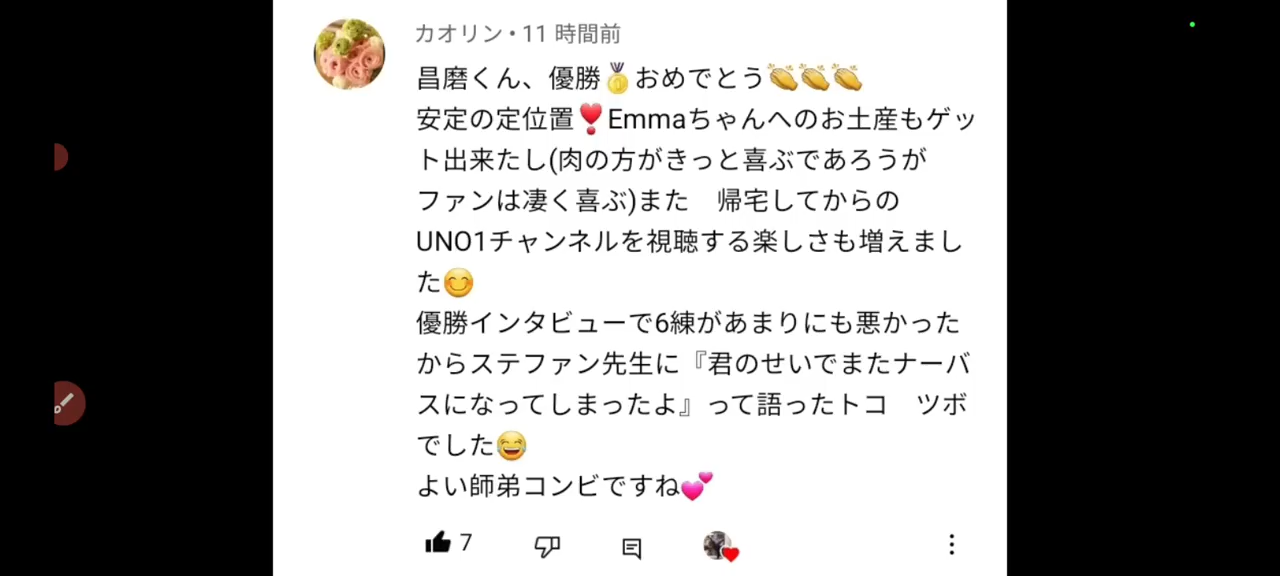 カオリン・11 時間前
昌磨くん、優勝🏅おめでとう👏👏👏
安定の定位置❣️Emmaちゃんへのお土産もゲッ
ト出来たし(肉の方がきっと喜ぶであろうが
ファンは凄く喜ぶ)また　帰宅してからの
UNO1チャンネルを視聴する楽しさも増えまし
た😊
優勝インタビューで6練があまりにも悪かった
からステファン先生に『君のせいでまたナーバ
スになってしまったよ』って語ったトコ　ツボ
でした😂
よい師弟コンビですね💕
7